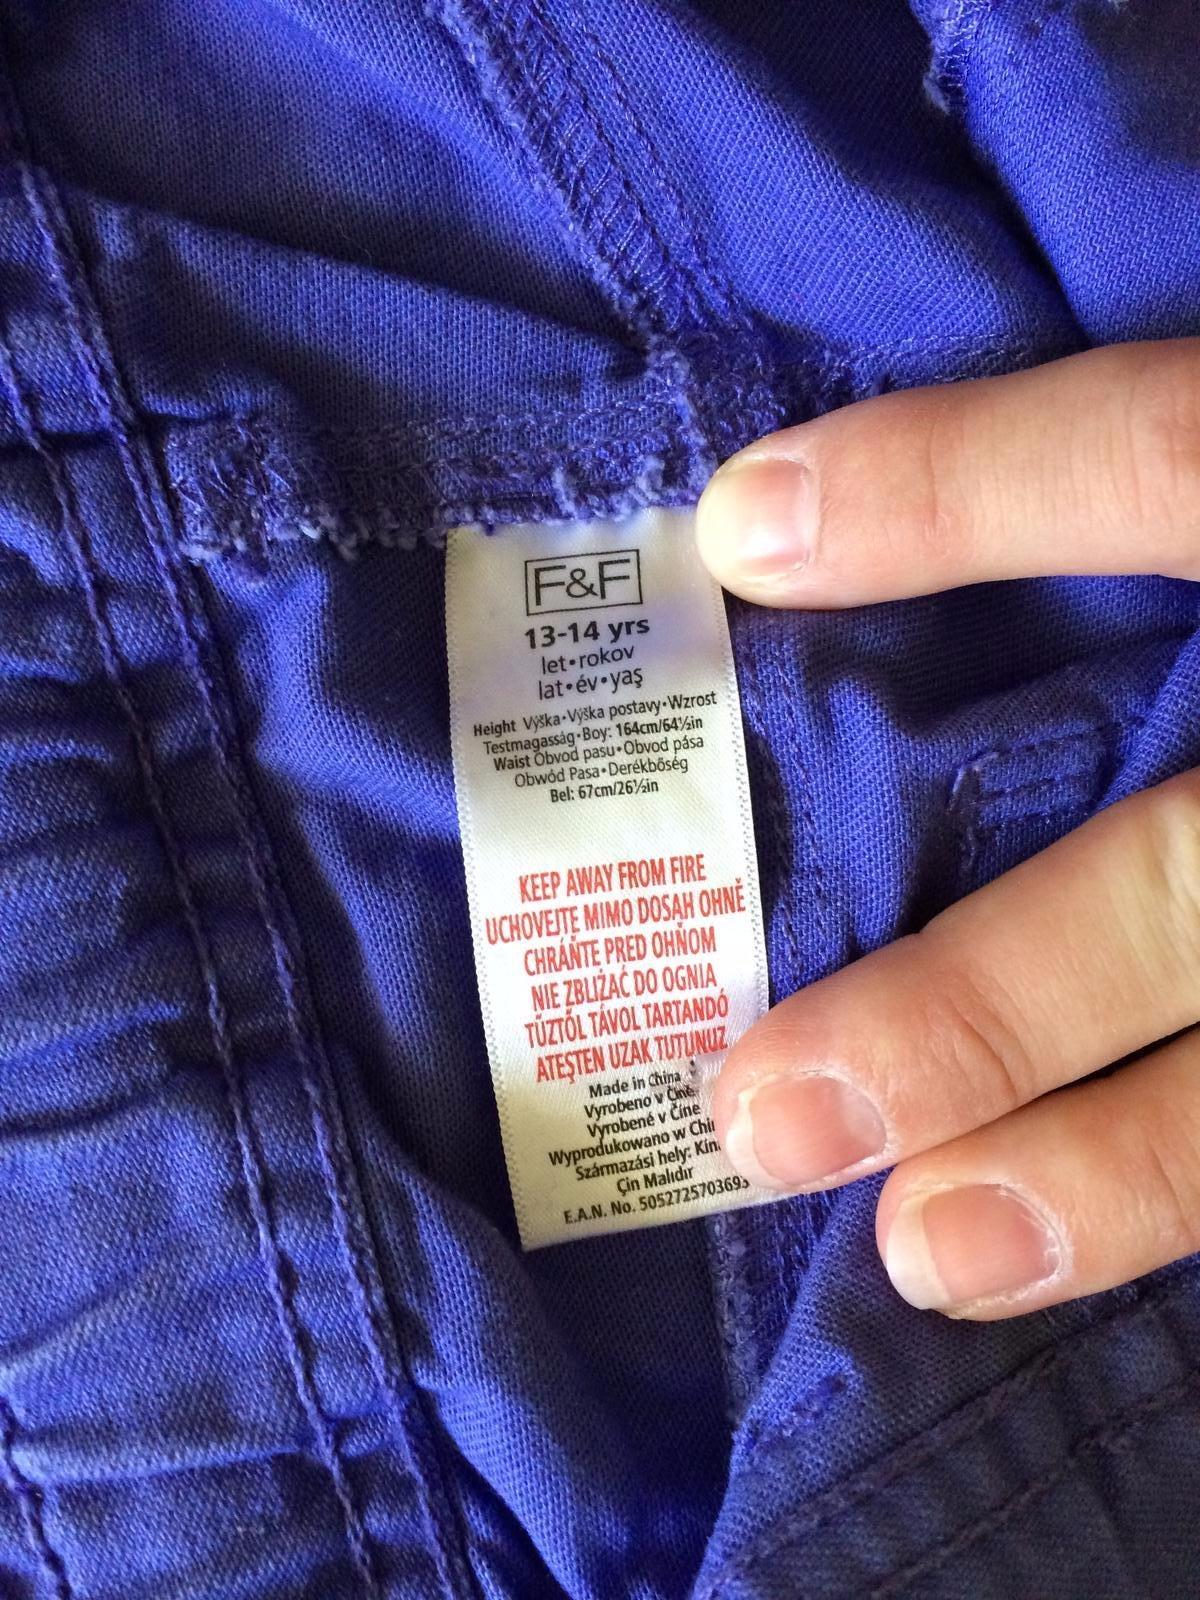 F&F
13-14 yrs
let•rokov
lat•év•yaş
Height Výška•Výška postavy•Wzrost
Testmagasság•Boy: 164cm/64½in
Waist Obvod pasu•Obvod pása
Obwód Pasa•Derékbőség
Bel: 67cm/26½in
KEEP AWAY FROM FIRE
UCHOVEJTE MIMO DOSAH OHNĚ
CHRÁŇTE PRED OHŇOM
NIE ZBLIŻAĆ DO OGNIA
TŰZTŐL TÁVOL TARTANDÓ
ATEŞTEN UZAK TUTUNUZ
Made in China
Vyrobeno v Číně
Vyrobené v Číne
Wyprodukowano w
Származási hely:
Çin Malıdır
E.A.N. No. 5052725703693